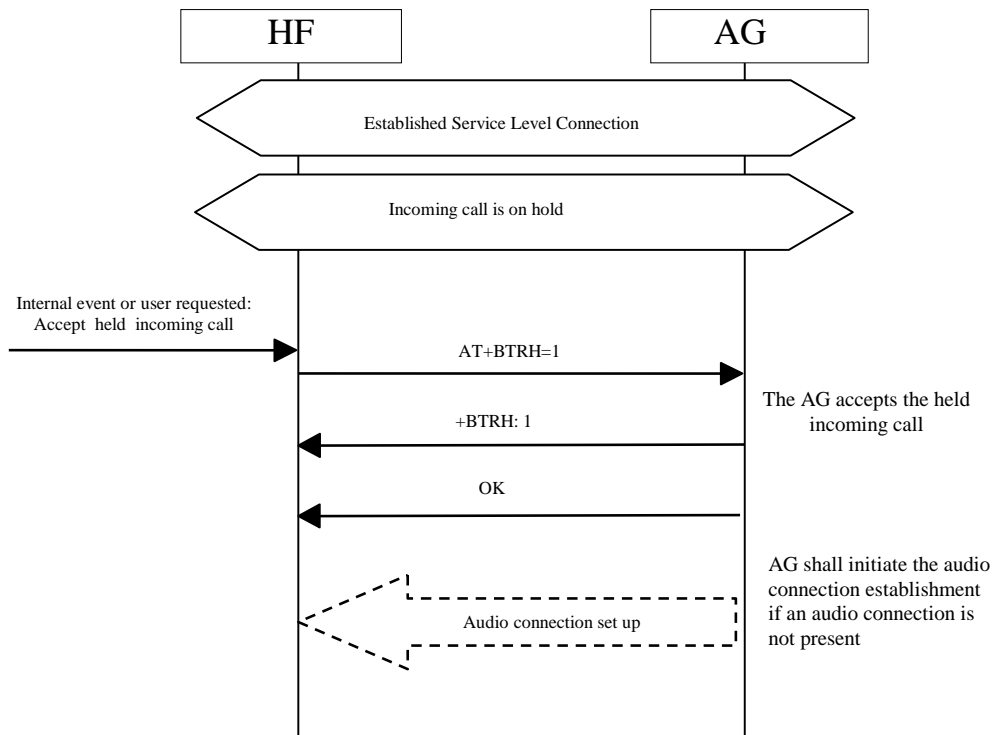 HF
AG
Established Service Level Connection
Incoming call is on hold
Internal event or user requested:
Accept held incoming call
AT+BTRH=1
The AG accepts the held
incoming call
+BTRH: 1
OK
AG shall initiate the audio
connection establishment
if an audio connection is
not present
Audio connection set up